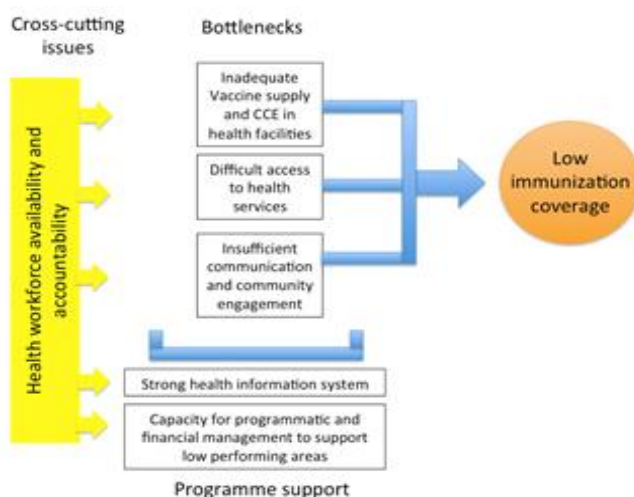 Cross-cutting
issues
Bottlenecks
Health workforce availability and
accountability
Inadequate
Vaccine supply
and CCE in
health facilities
Difficult access
to health
services
Insufficient
communication
and community
engagement
Low
immunization
coverage
Strong health information system
Capacity for programmatic and
financial management to support
low performing areas
Programme support